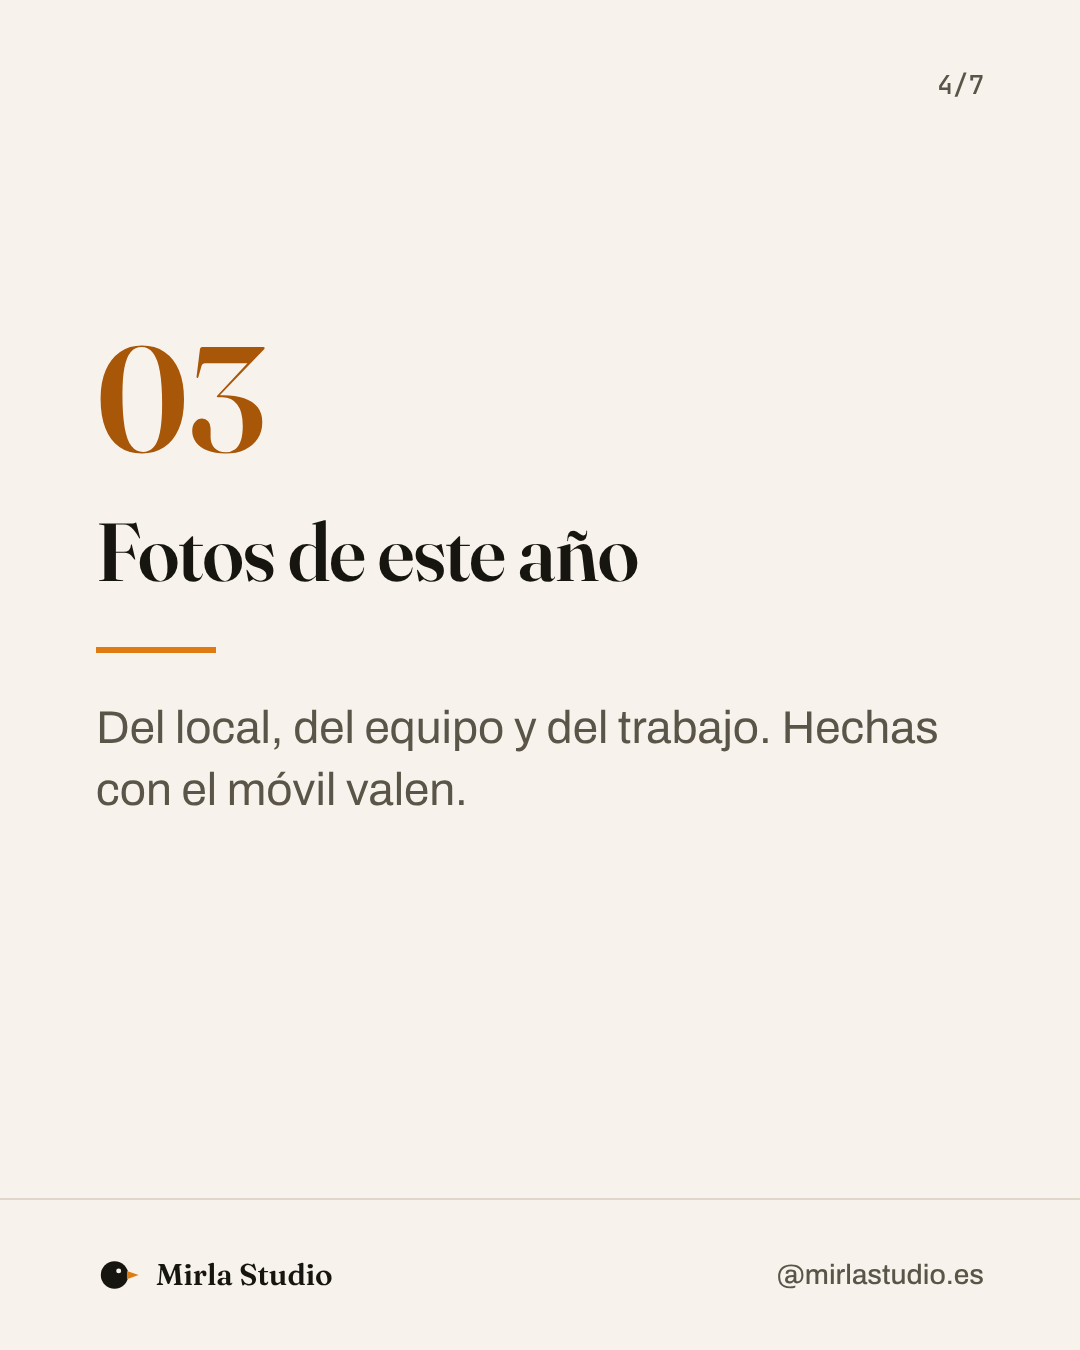 4/7
03
Fotos de este año
Del local, del equipo y del trabajo. Hechas
con el móvil valen.
Mirla Studio
@mirlastudio.es